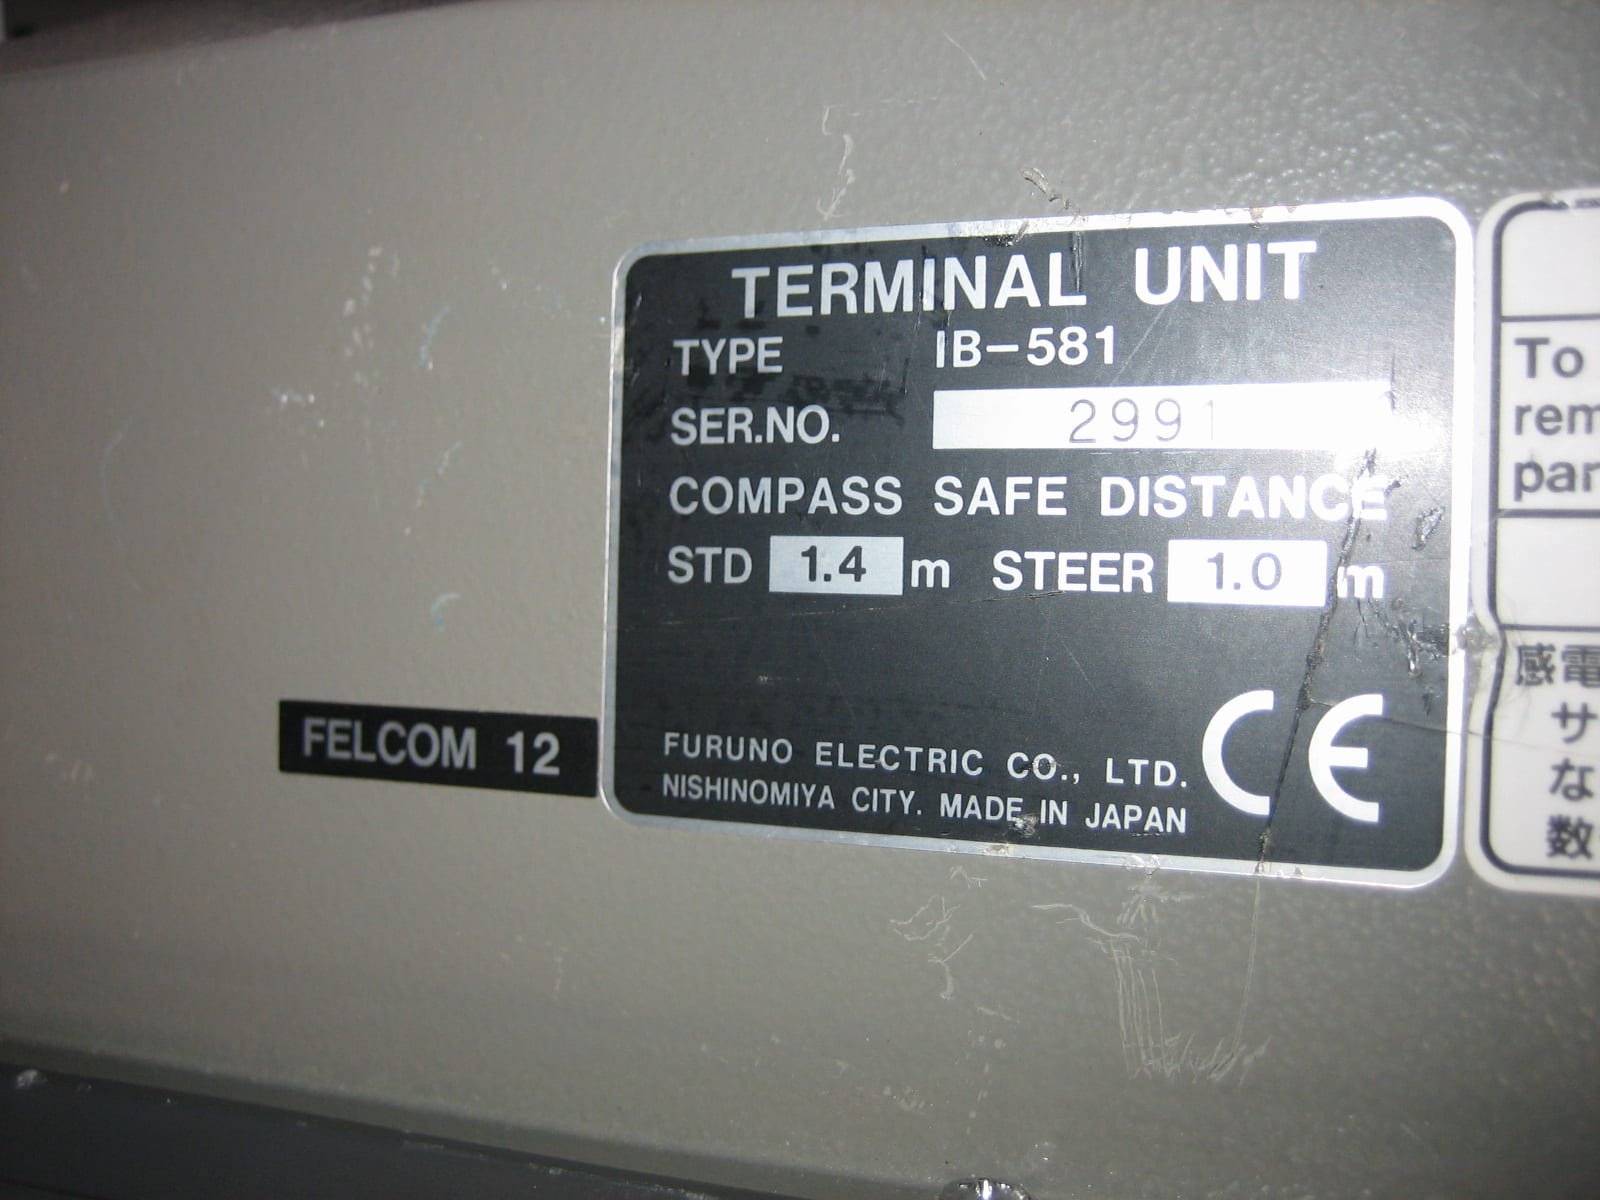 TERMINAL UNIT
TYPE IB-581
SER.NO. 2991
COMPASS SAFE DISTANCE
STD 1.4 m STEER 1.0 m
FURUNO ELECTRIC CO., LTD.
NISHINOMIYA CITY. MADE IN JAPAN
CE
FELCOM 12
To
rem
pan
感電
サ
な
数